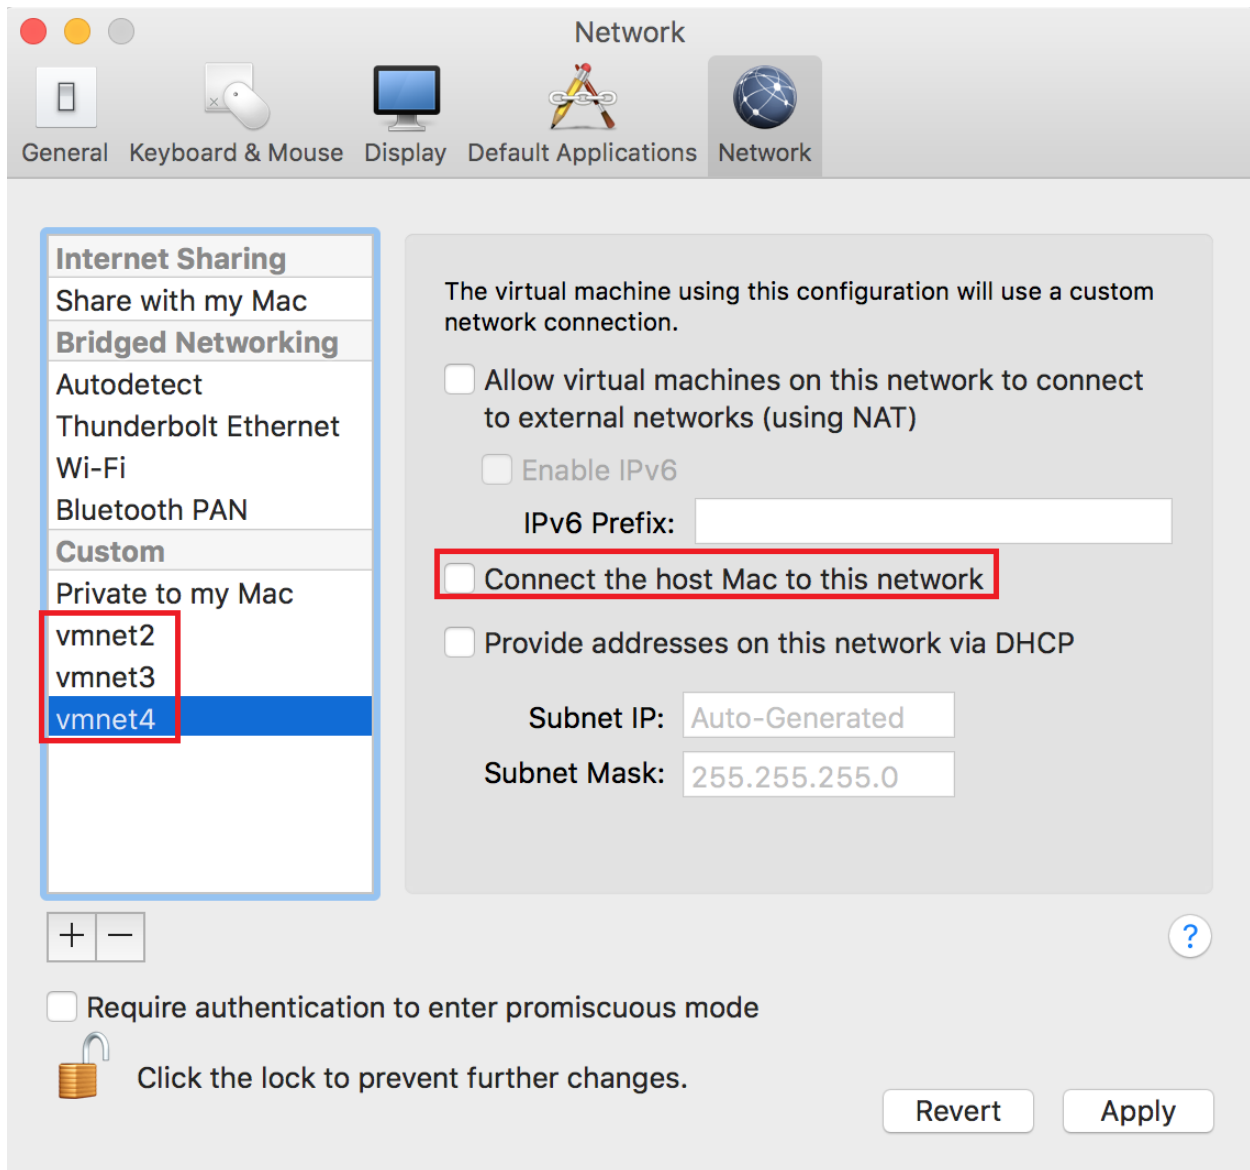 Network
General Keyboard & Mouse Display Default Applications Network
Internet Sharing
Share with my Mac
Bridged Networking
Autodetect
Thunderbolt Ethernet
Wi-Fi
Bluetooth PAN
Custom
Private to my Mac
vmnet2
vmnet3
vmnet4
The virtual machine using this configuration will use a custom
network connection.
Allow virtual machines on this network to connect
to external networks (using NAT)
Enable IPv6
IPv6 Prefix:
Connect the host Mac to this network
Provide addresses on this network via DHCP
Subnet IP: Auto-Generated
Subnet Mask: 255.255.255.0
+ −
?
Require authentication to enter promiscuous mode
Click the lock to prevent further changes.
Revert Apply